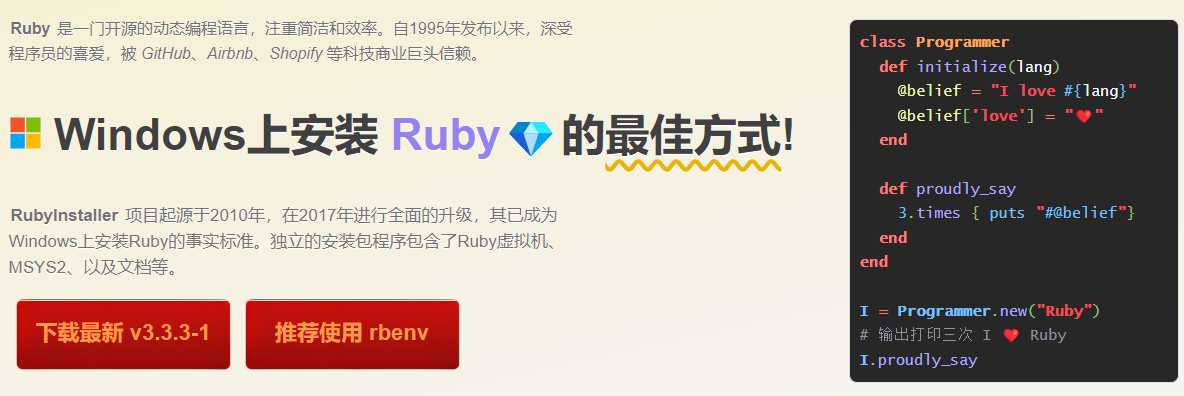 Ruby 是一门开源的动态编程语言，注重简洁和效率。自1995年发布以来，深受
程序员的喜爱，被 GitHub、Airbnb、Shopify 等科技商业巨头信赖。
Windows上安装 Ruby 💎 的最佳方式!
RubyInstaller 项目起源于2010年，在2017年进行全面的升级，其已成为
Windows上安装Ruby的事实标准。独立的安装包程序包含了Ruby虚拟机、
MSYS2、以及文档等。
下载最新 v3.3.3-1
推荐使用 rbenv
class Programmer
  def initialize(lang)
    @belief = "I love #{lang}"
    @belief['love'] = "❤️"
  end

  def proudly_say
    3.times { puts "#@belief"}
  end
end

I = Programmer.new("Ruby")
# 输出打印三次 I ❤️ Ruby
I.proudly_say